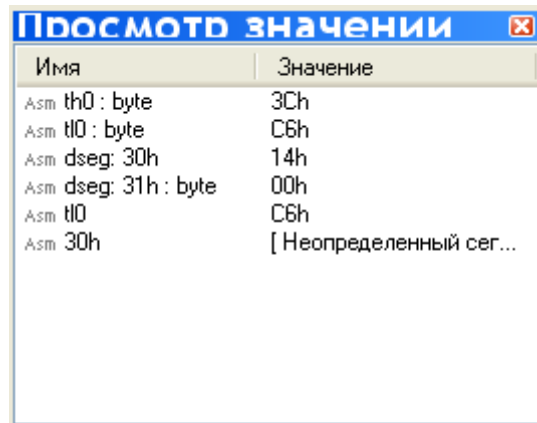 Просмотр значений
Имя Значение
Asm th0 : byte 3Ch
Asm tl0 : byte C6h
Asm dseg: 30h 14h
Asm dseg: 31h : byte 00h
Asm tl0 C6h
Asm 30h [ Неопределенный сег...